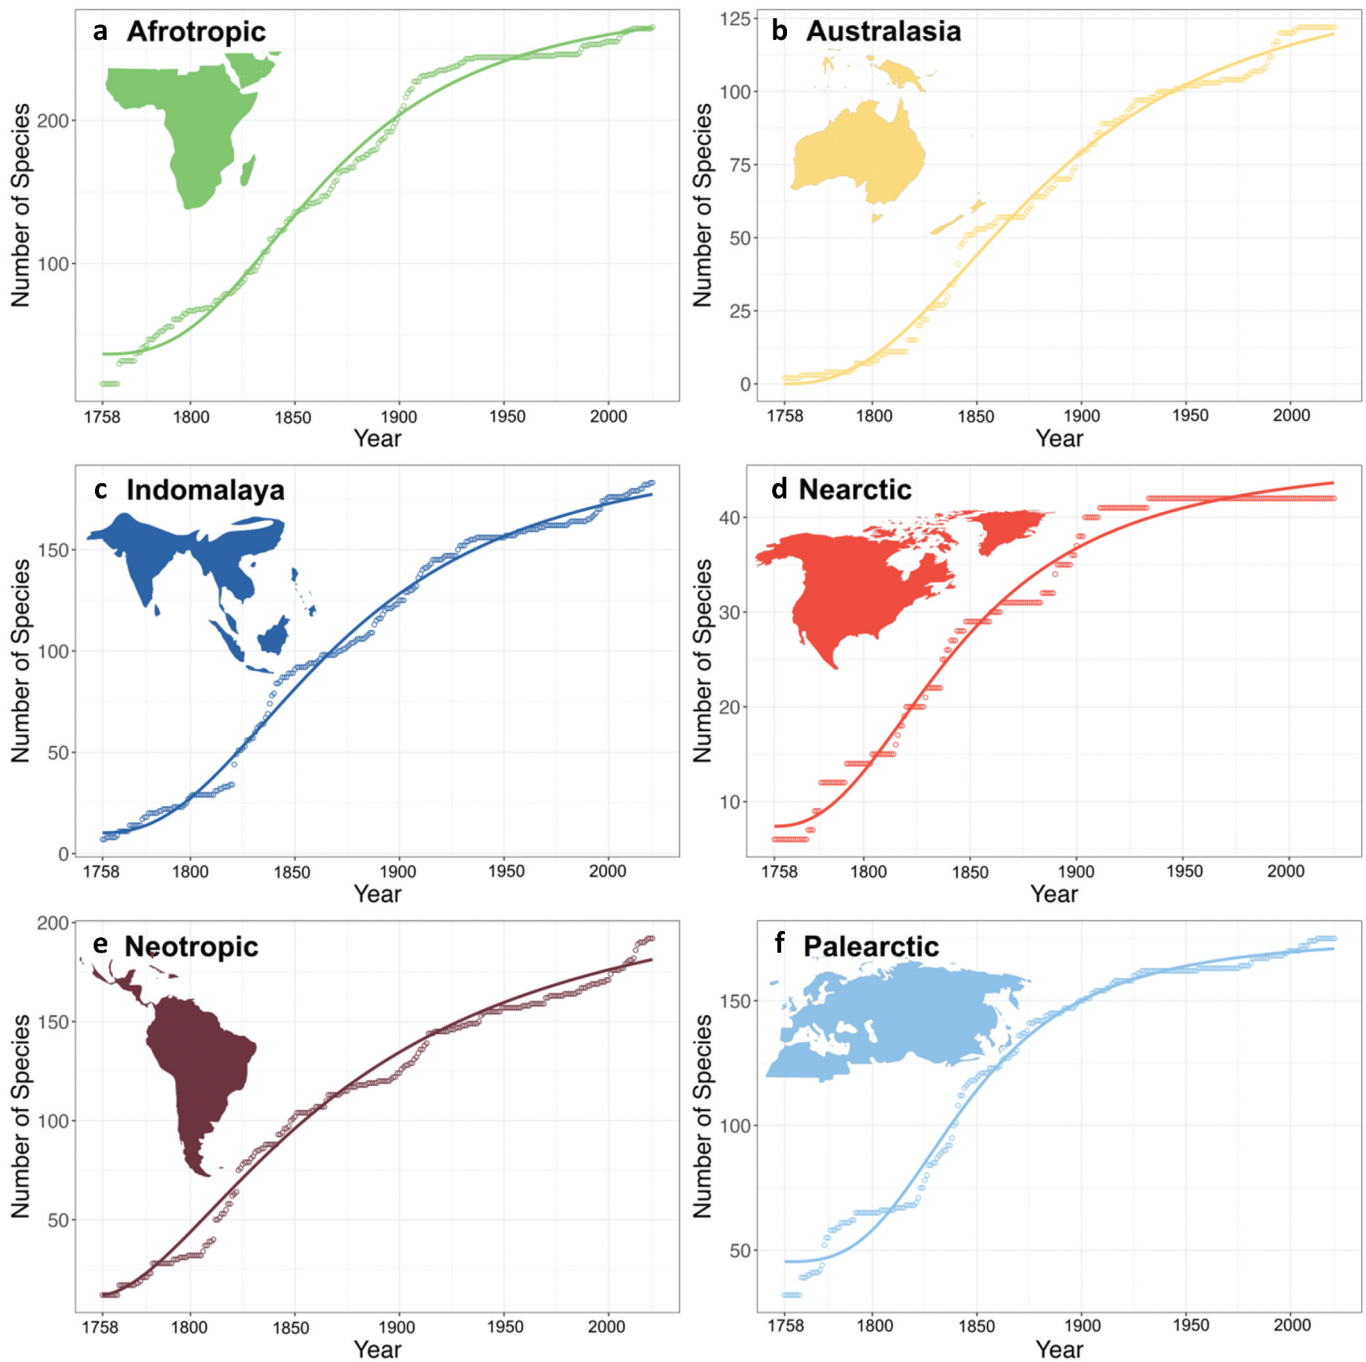 a Afrotropic
Number of Species
200
100
1758 1800 1850 1900 1950 2000
Year
b Australasia
Number of Species
125
100
75
50
25
0
1758 1800 1850 1900 1950 2000
Year
c Indomalaya
Number of Species
150
100
50
0
1758 1800 1850 1900 1950 2000
Year
d Nearctic
Number of Species
40
30
20
10
1758 1800 1850 1900 1950 2000
Year
e Neotropic
Number of Species
200
150
100
50
1758 1800 1850 1900 1950 2000
Year
f Palearctic
Number of Species
150
100
50
1758 1800 1850 1900 1950 2000
Year